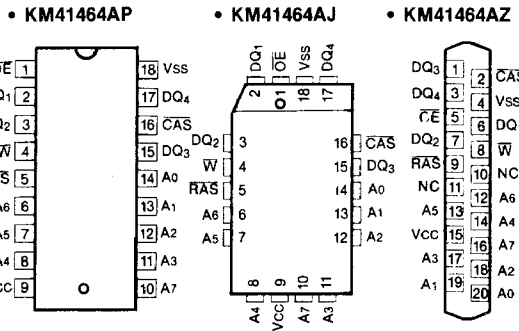 • KM41464AP
• KM41464AJ
• KM41464AZ
OE 1
18 VSS
2
17 DQ4
3
16 CAS
W 4
15 DQ3
5
14 A0
A6 6
13 A1
A5 7
12 A2
A4 8
11 A3
9
10 A7
DQ1 OE VSS DQ4
2 1 18 17
DQ2 3
16 CAS
W 4
15 DQ3
RAS 5
14 A0
A6 6
13 A1
A5 7
12 A2
8 9 10 11
A4 VCC A7 A3
DQ3 1
2 CAS
DQ4 3
4 VSS
OE 5
6 DQ
DQ2 7
8 W
RAS 9
10 NC
NC 11
12 A6
A5 13
14 A4
VCC 15
16 A7
A3 17
18 A2
A1 19
20 A0